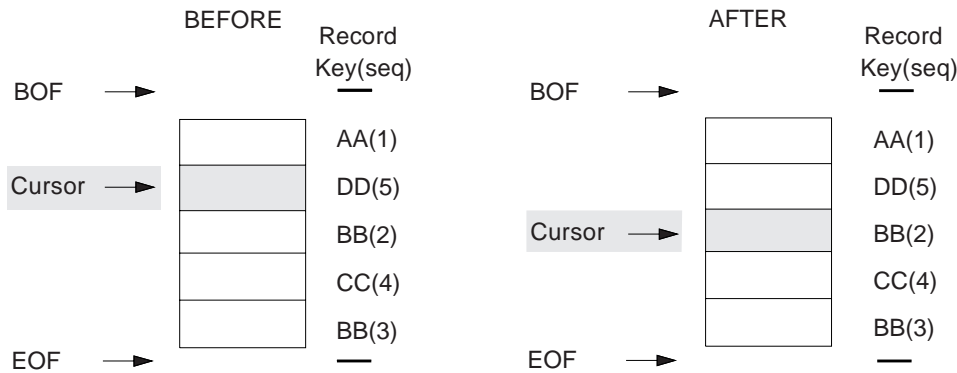 BEFORE
Record
Key(seq)
BOF
AA(1)
Cursor
DD(5)
BB(2)
CC(4)
BB(3)
EOF
AFTER
Record
Key(seq)
BOF
AA(1)
DD(5)
Cursor
BB(2)
CC(4)
BB(3)
EOF